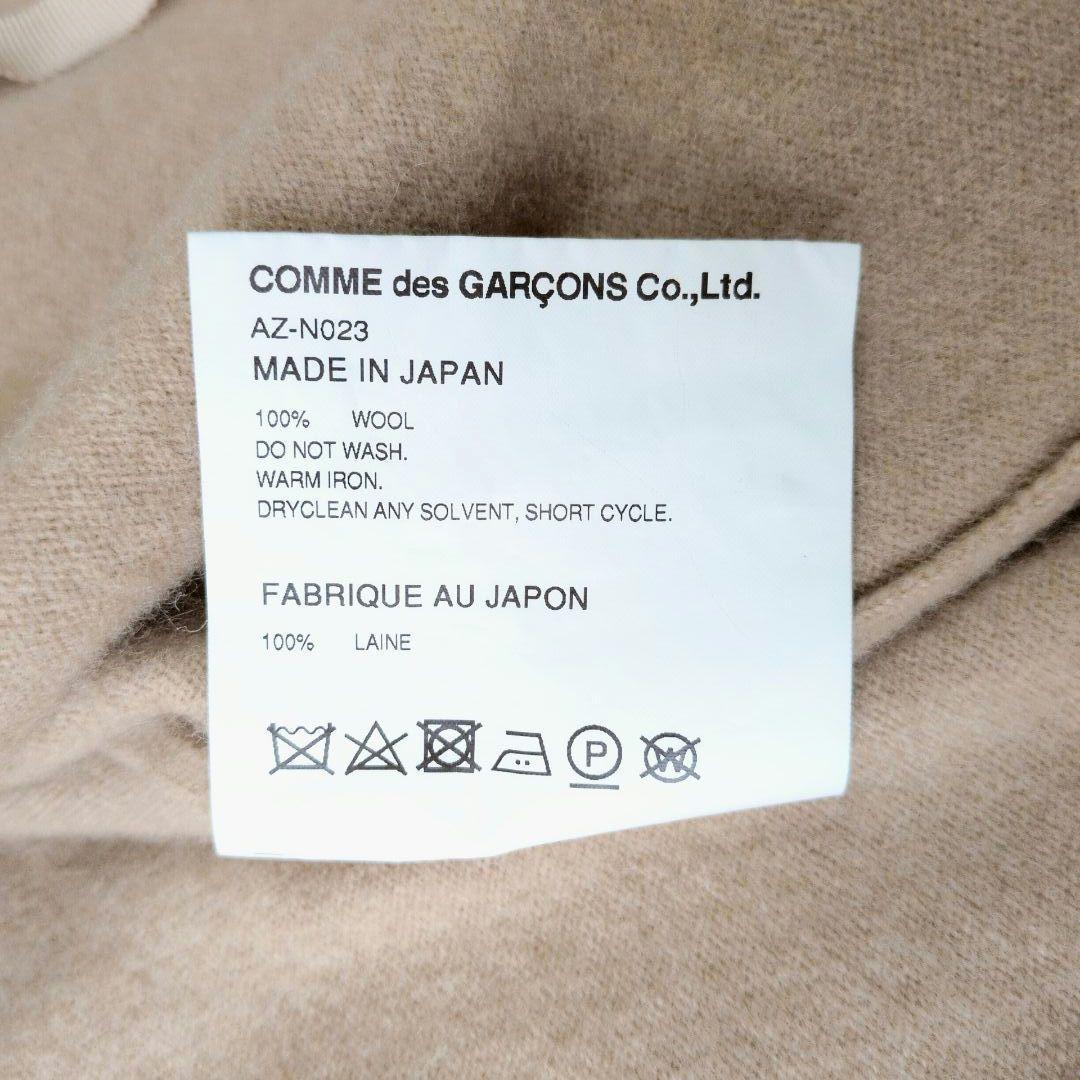 COMME des GARÇONS Co.,Ltd.
AZ-N023
MADE IN JAPAN
100% WOOL
DO NOT WASH.
WARM IRON.
DRYCLEAN ANY SOLVENT, SHORT CYCLE.
FABRIQUE AU JAPON
100% LAINE
P W